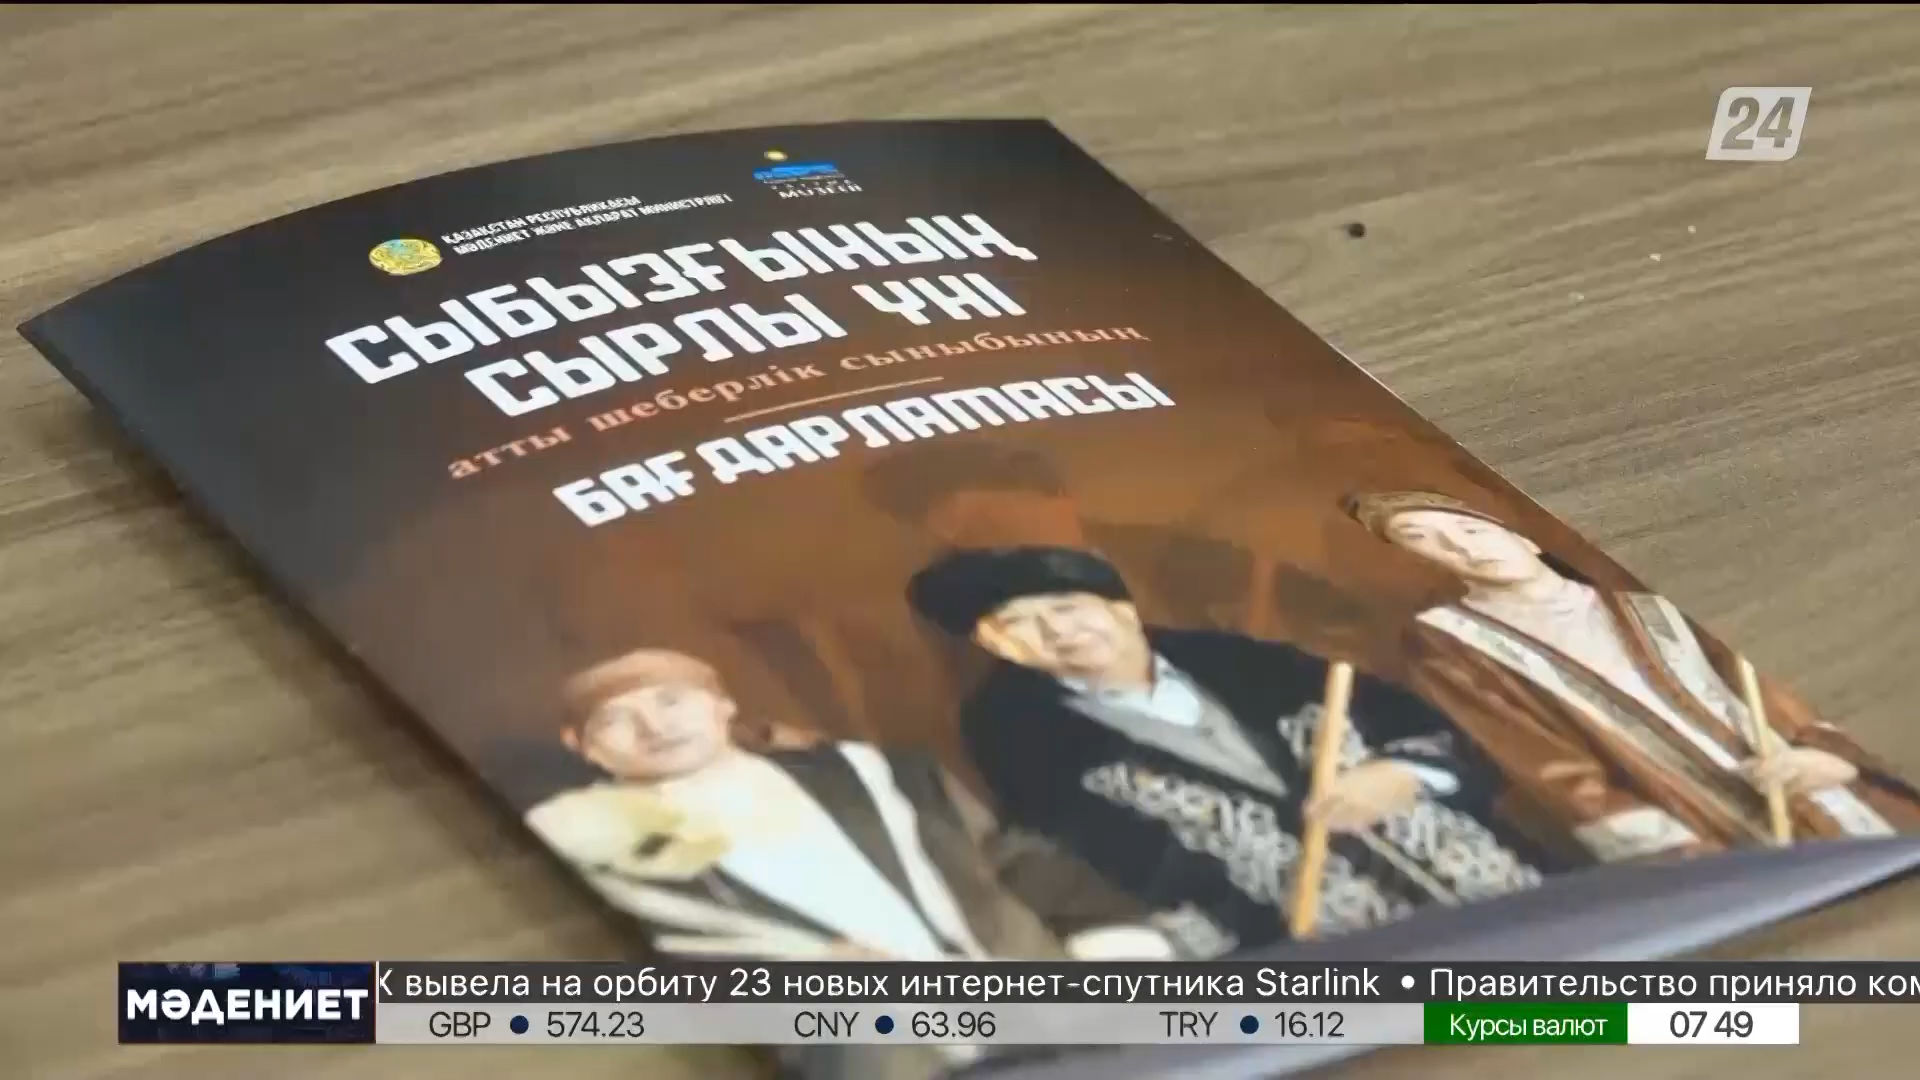 24
ҚАЗАҚСТАН РЕСПУБЛИКАСЫ
МӘДЕНИЕТ ЖӘНЕ АҚПАРАТ МИНИСТРЛІГІ
МУЗЕЙІ
СЫБЫЗҒЫНЫҢ
СЫРЛЫ ҮНІ
атты шеберлік сыныбының
БАҒДАРЛАМАСЫ
МӘДЕНИЕТ
X вывела на орбиту 23 новых интернет-спутника Starlink • Правительство приняло ком
GBP • 574.23 CNY • 63.96 TRY • 16.12 Курсы валют 07 49